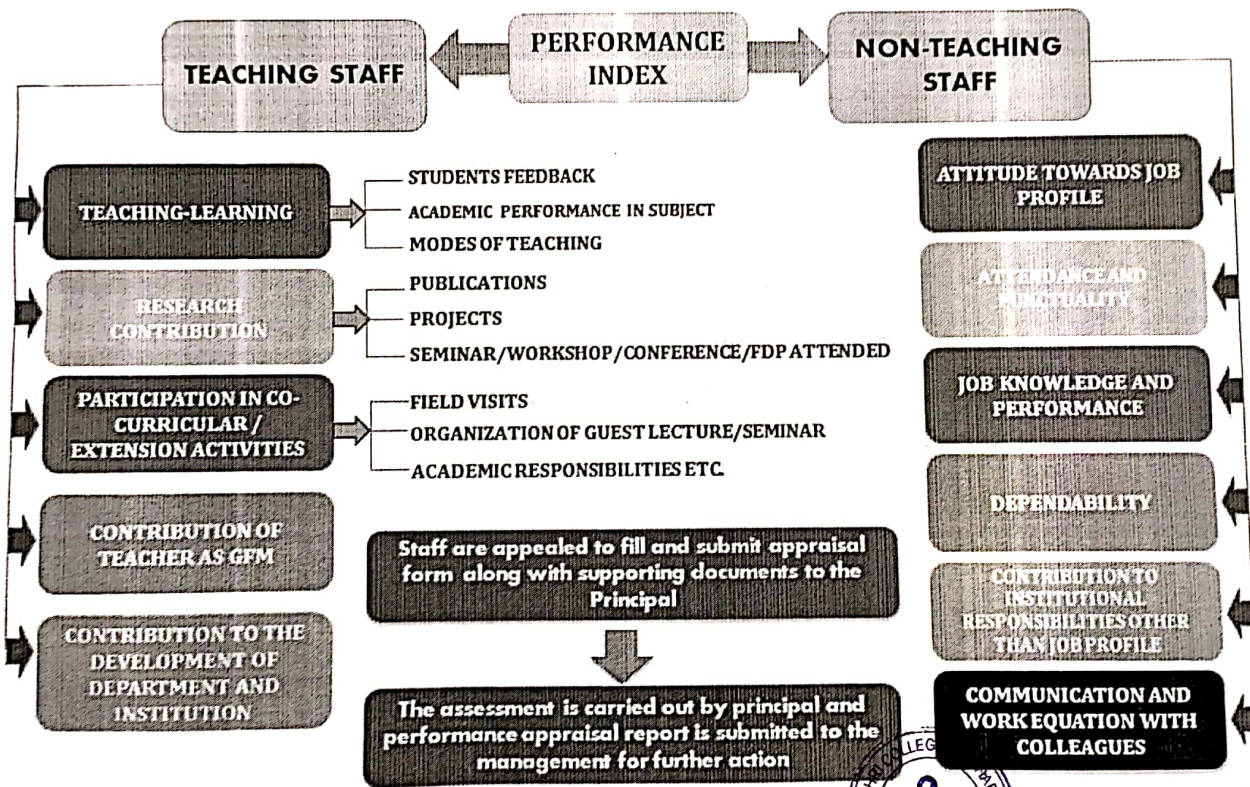 PERFORMANCE
INDEX
TEACHING STAFF
NON-TEACHING
STAFF
TEACHING-LEARNING
STUDENTS FEEDBACK
ACADEMIC PERFORMANCE IN SUBJECT
MODES OF TEACHING
RESEARCH
CONTRIBUTION
PUBLICATIONS
PROJECTS
SEMINAR/WORKSHOP/CONFERENCE/FDP ATTENDED
PARTICIPATION IN CO-
CURRICULAR /
EXTENSION ACTIVITIES
FIELD VISITS
ORGANIZATION OF GUEST LECTURE/SEMINAR
ACADEMIC RESPONSIBILITIES ETC.
CONTRIBUTION OF
TEACHER AS GFM
CONTRIBUTION TO THE
DEVELOPMENT OF
DEPARTMENT AND
INSTITUTION
Staff are appealed to fill and submit appraisal
form along with supporting documents to the
Principal
The assessment is carried out by principal and
performance appraisal report is submitted to the
management for further action
ATTITUDE TOWARDS JOB
PROFILE
ATTENDANCE AND
PUNCTUALITY
JOB KNOWLEDGE AND
PERFORMANCE
DEPENDABILITY
CONTRIBUTION TO
INSTITUTIONAL
RESPONSIBILITIES OTHER
THAN JOB PROFILE
COMMUNICATION AND
WORK EQUATION WITH
COLLEAGUES